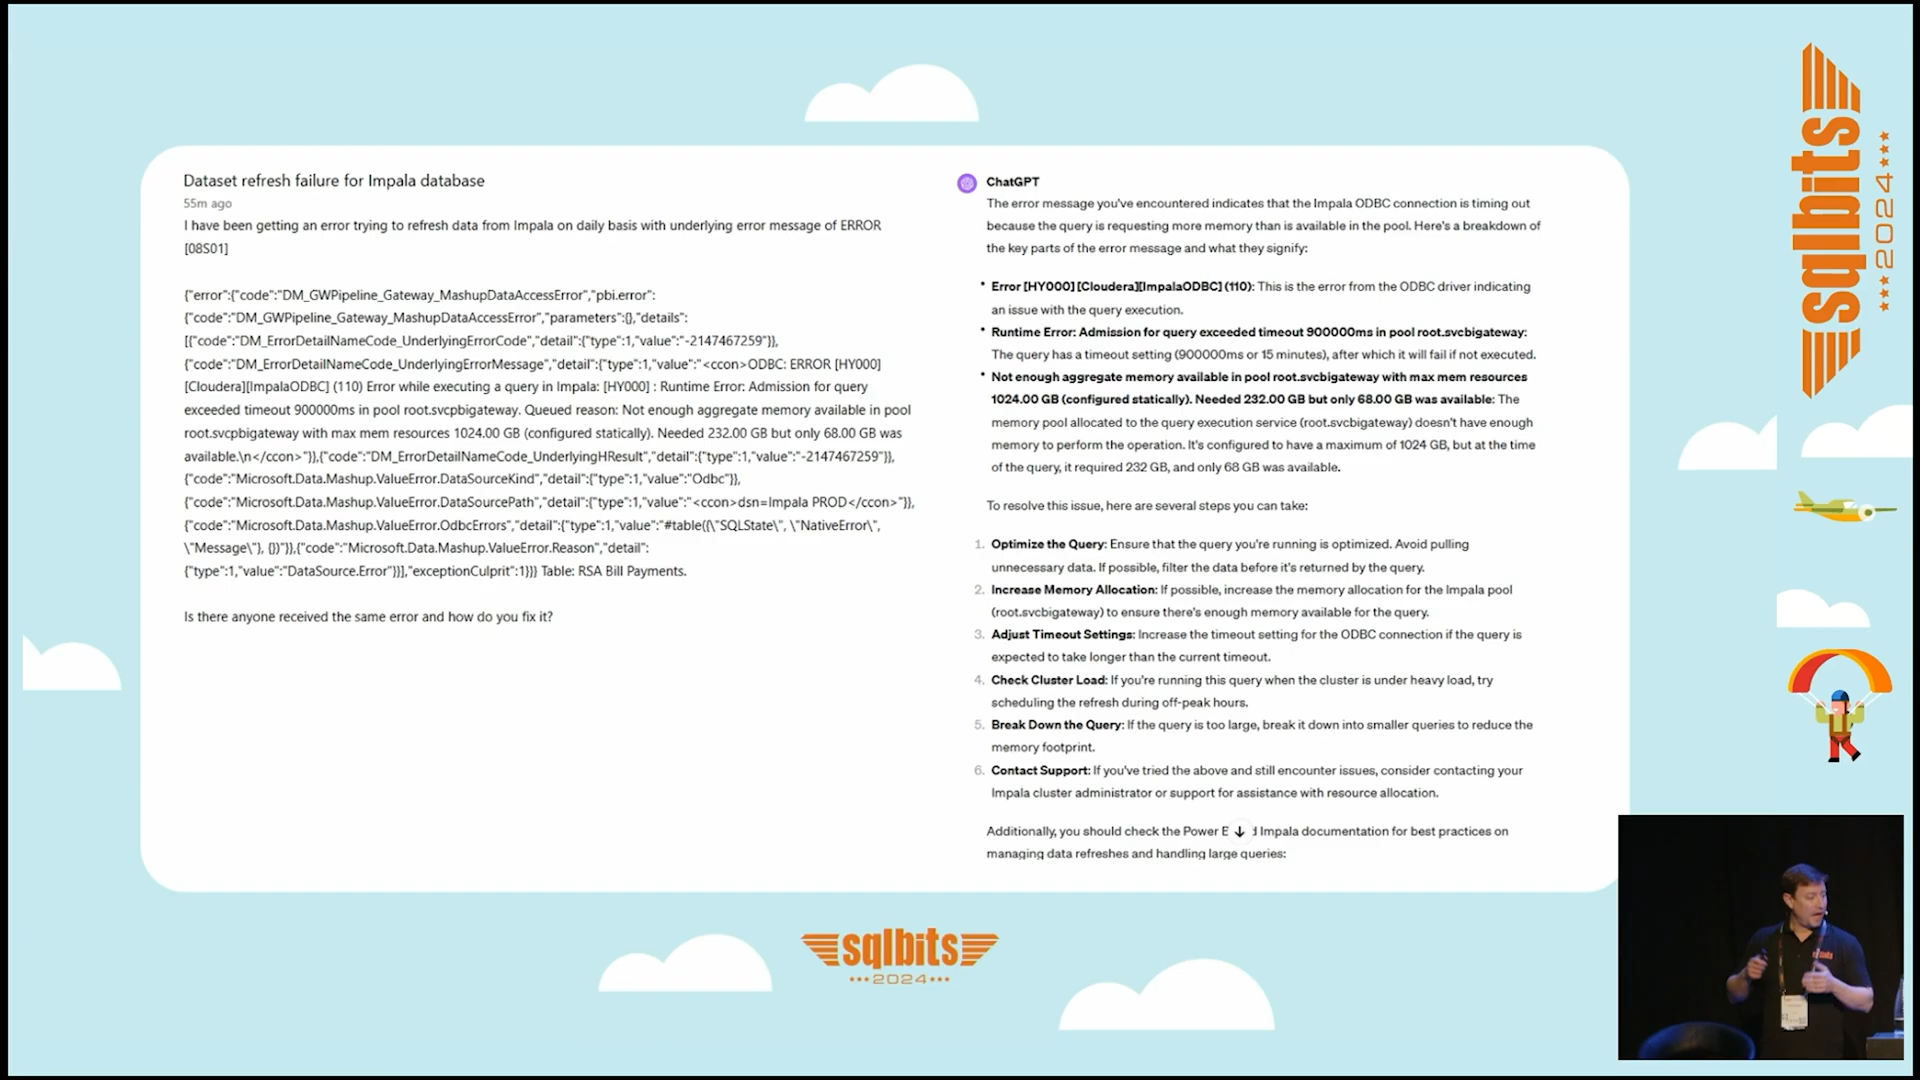 Dataset refresh failure for Impala database
55m ago
I have been getting an error trying to refresh data from Impala on daily basis with underlying error message of ERROR
[08S01]
{"error":{"code":"DM_GWPipeline_Gateway_MashupDataAccessError","pbi.error":
{"code":"DM_GWPipeline_Gateway_MashupDataAccessError","parameters":{},"details":
[{"code":"DM_ErrorDetailNameCode_UnderlyingErrorCode","detail":{"type":1,"value":"-2147467259"}},
{"code":"DM_ErrorDetailNameCode_UnderlyingErrorMessage","detail":{"type":1,"value":"<ccon>ODBC: ERROR [HY000]
[Cloudera][ImpalaODBC] (110) Error while executing a query in Impala: [HY000] : Runtime Error: Admission for query
exceeded timeout 900000ms in pool root.svcpbigateway. Queued reason: Not enough aggregate memory available in pool
root.svcpbigateway with max mem resources 1024.00 GB (configured statically). Needed 232.00 GB but only 68.00 GB was
available.\n</ccon>"}},{"code":"DM_ErrorDetailNameCode_UnderlyingHResult","detail":{"type":1,"value":"-2147467259"}},
{"code":"Microsoft.Data.Mashup.ValueError.DataSourceKind","detail":{"type":1,"value":"Odbc"}},
{"code":"Microsoft.Data.Mashup.ValueError.DataSourcePath","detail":{"type":1,"value":"<ccon>dsn=Impala PROD</ccon>"}},
{"code":"Microsoft.Data.Mashup.ValueError.OdbcErrors","detail":{"type":1,"value":"#table({\"SQLState\", \"NativeError\",
\"Message\"}, {})"}},{"code":"Microsoft.Data.Mashup.ValueError.Reason","detail":
{"type":1,"value":"DataSource.Error"}}],"exceptionCulprit":1}}} Table: RSA Bill Payments.
Is there anyone received the same error and how do you fix it?
ChatGPT
The error message you've encountered indicates that the Impala ODBC connection is timing out
because the query is requesting more memory than is available in the pool. Here's a breakdown of
the key parts of the error message and what they signify:
• Error [HY000] [Cloudera][ImpalaODBC] (110): This is the error from the ODBC driver indicating
an issue with the query execution.
• Runtime Error: Admission for query exceeded timeout 900000ms in pool root.svcbigateway:
The query has a timeout setting (900000ms or 15 minutes), after which it will fail if not executed.
• Not enough aggregate memory available in pool root.svcbigateway with max mem resources
1024.00 GB (configured statically). Needed 232.00 GB but only 68.00 GB was available: The
memory pool allocated to the query execution service (root.svcbigateway) doesn't have enough
memory to perform the operation. It's configured to have a maximum of 1024 GB, but at the time
of the query, it required 232 GB, and only 68 GB was available.
To resolve this issue, here are several steps you can take:
1. Optimize the Query: Ensure that the query you're running is optimized. Avoid pulling
unnecessary data. If possible, filter the data before it's returned by the query.
2. Increase Memory Allocation: If possible, increase the memory allocation for the Impala pool
(root.svcbigateway) to ensure there's enough memory available for the query.
3. Adjust Timeout Settings: Increase the timeout setting for the ODBC connection if the query is
expected to take longer than the current timeout.
4. Check Cluster Load: If you're running this query when the cluster is under heavy load, try
scheduling the refresh during off-peak hours.
5. Break Down the Query: If the query is too large, break it down into smaller queries to reduce the
memory footprint.
6. Contact Support: If you've tried the above and still encounter issues, consider contacting your
Impala cluster administrator or support for assistance with resource allocation.
Additionally, you should check the Power Impala documentation for best practices on
managing data refreshes and handling large queries:
sqlbits
2024
sqlbits
2024